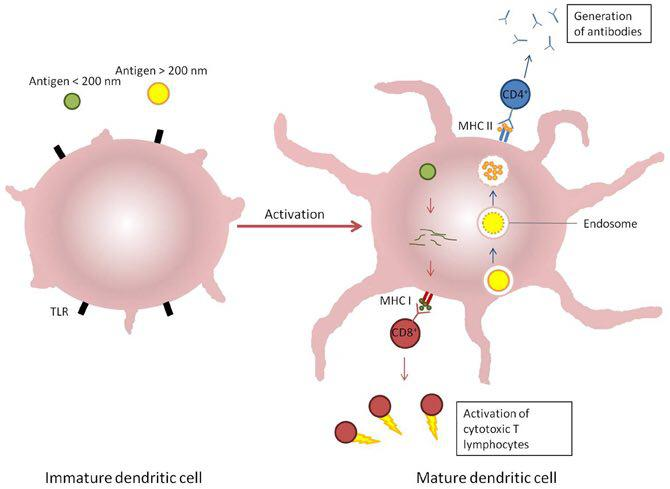 Generation
of antibodies
Antigen > 200 nm
Antigen < 200 nm
CD4⁺
MHC II
Activation
Endosome
MHC I
TLR
CD8⁺
Activation of
cytotoxic T
lymphocytes
Immature dendritic cell
Mature dendritic cell